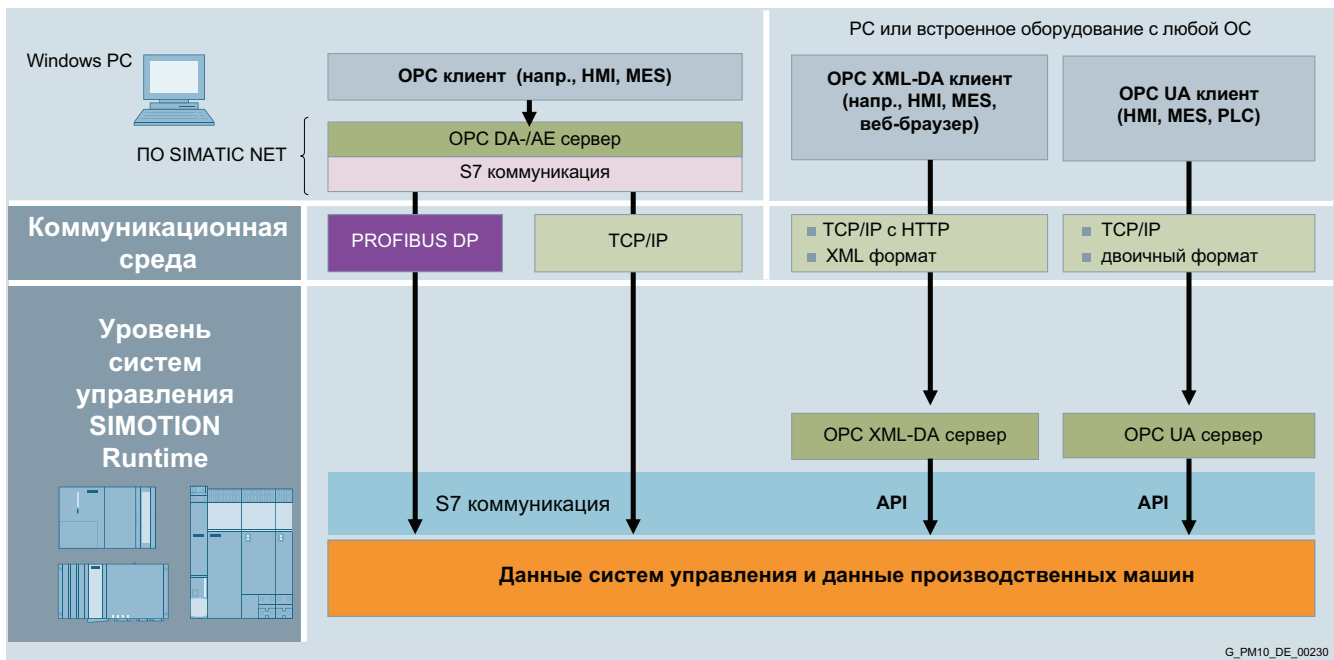 Windows PC
ПО SIMATIC NET
OPC клиент (напр., HMI, MES)
OPC DA-/AE сервер
S7 коммуникация
PC или встроенное оборудование с любой ОС
OPC XML-DA клиент
(напр., HMI, MES,
веб-браузер)
OPC UA клиент
(HMI, MES, PLC)
Коммуникационная
среда
PROFIBUS DP
TCP/IP
TCP/IP с HTTP
XML формат
TCP/IP
двоичный формат
Уровень
систем
управления
SIMOTION
Runtime
OPC XML-DA сервер
OPC UA сервер
S7 коммуникация
API
API
Данные систем управления и данные производственных машин
G_PM10_DE_00230